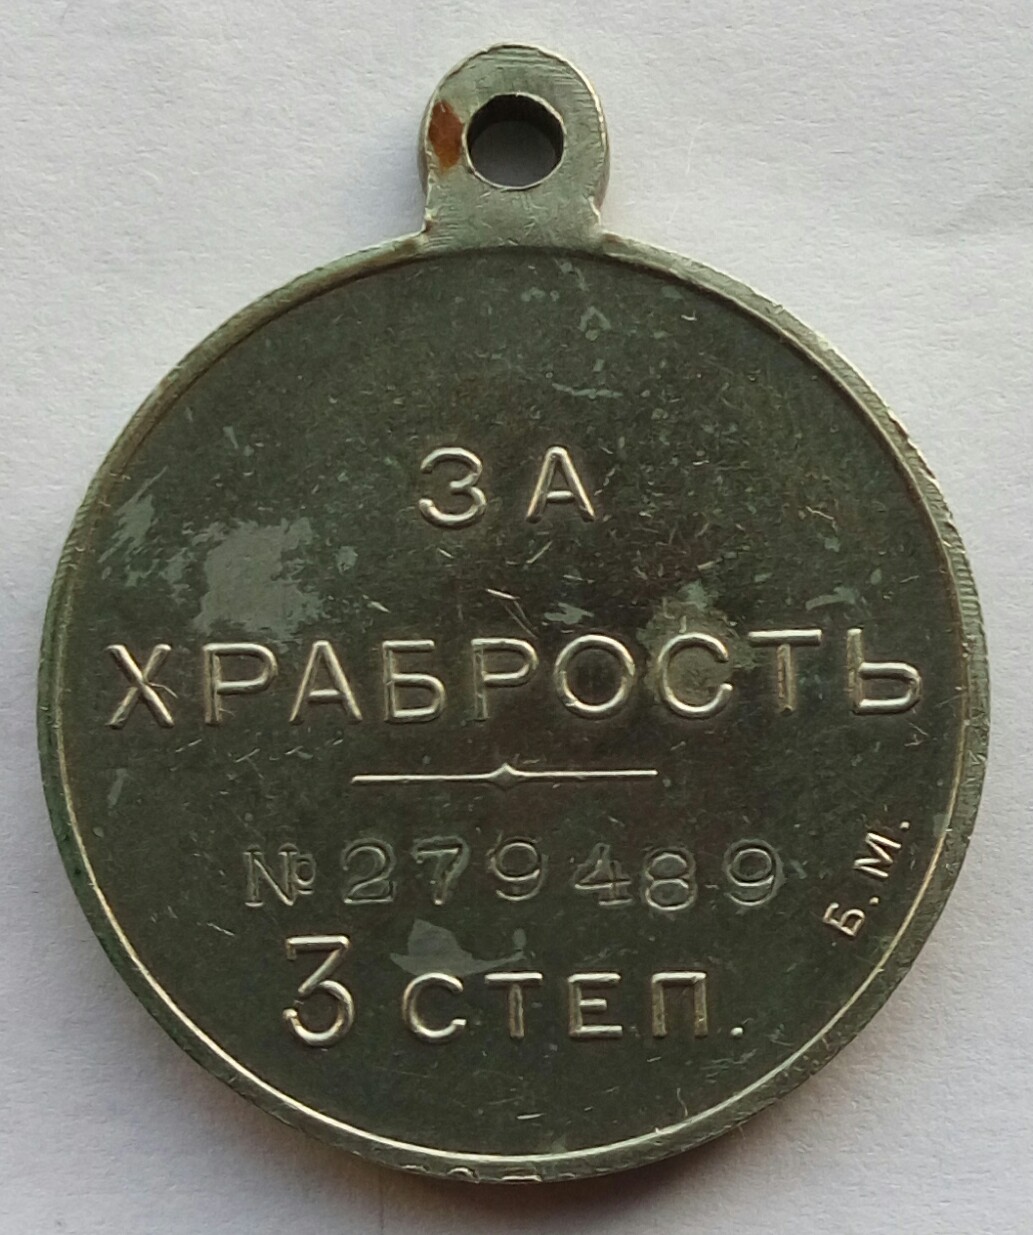 ЗА
ХРАБРОСТЬ
№ 279489
3 СТЕП.
Б.М.